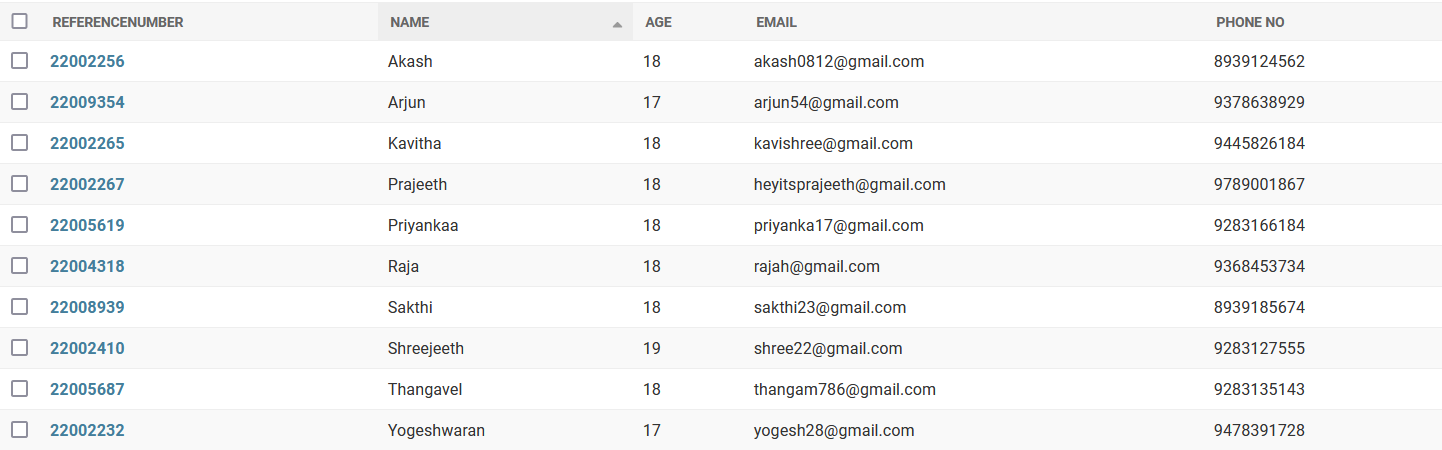 REFERENCENUMBER NAME AGE EMAIL PHONE NO
22002256 Akash 18 akash0812@gmail.com 8939124562
22009354 Arjun 17 arjun54@gmail.com 9378638929
22002265 Kavitha 18 kavishree@gmail.com 9445826184
22002267 Prajeeth 18 heyitsprajeeth@gmail.com 9789001867
22005619 Priyankaa 18 priyanka17@gmail.com 9283166184
22004318 Raja 18 rajah@gmail.com 9368453734
22008939 Sakthi 18 sakthi23@gmail.com 8939185674
22002410 Shreejeeth 19 shree22@gmail.com 9283127555
22005687 Thangavel 18 thangam786@gmail.com 9283135143
22002232 Yogeshwaran 17 yogesh28@gmail.com 9478391728